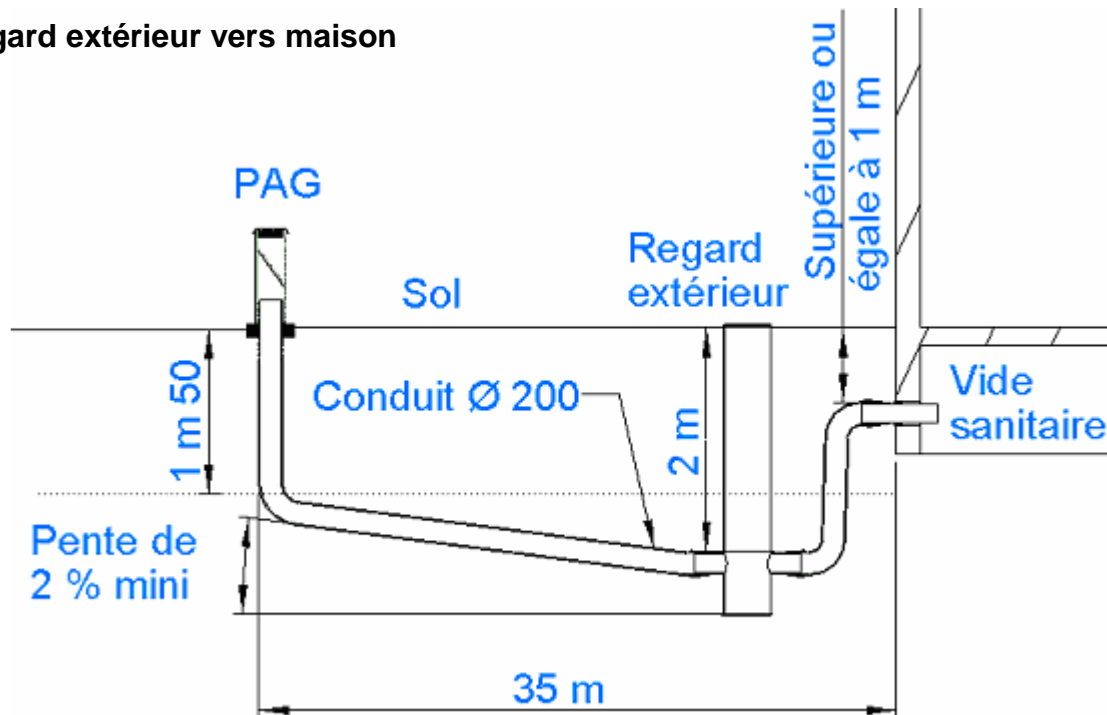 gard extérieur vers maison
Supérieure ou
égale à 1 m
PAG
Regard
extérieur
Sol
1 m 50
Conduit Ø 200
2 m
Vide
sanitaire
Pente de
2 % mini
35 m